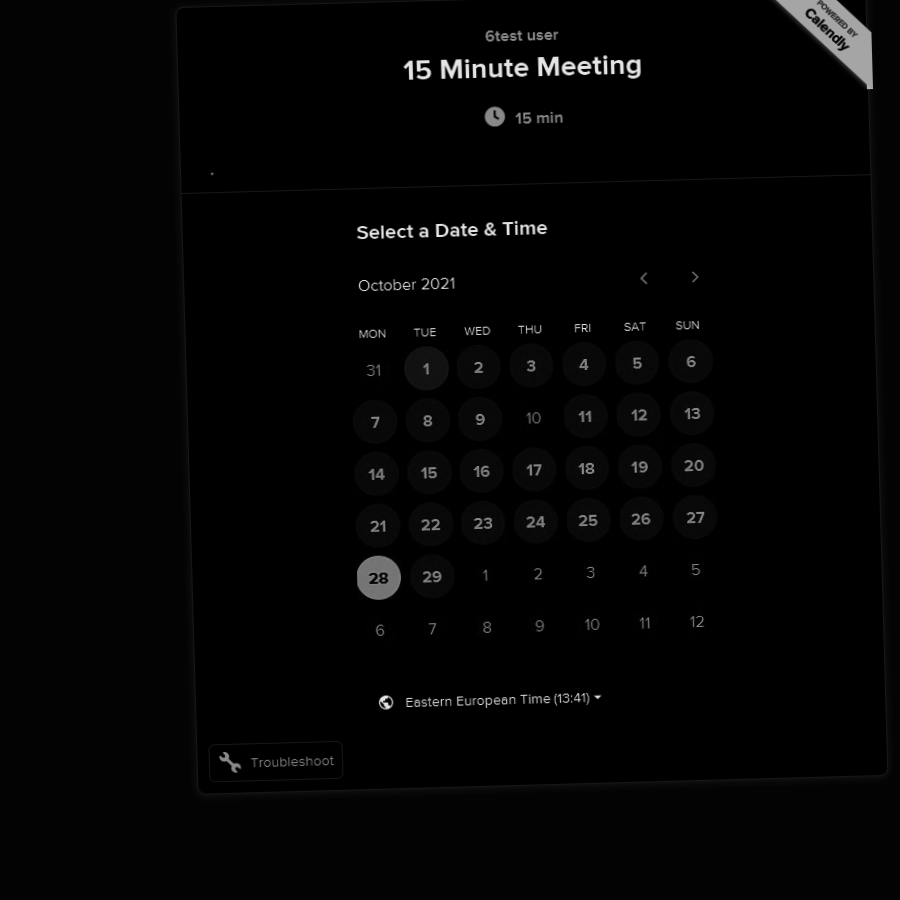 POWERED BY
Calendly
6test user
15 Minute Meeting
15 min
.
Select a Date & Time
October 2021
MON TUE WED THU FRI SAT SUN
31 1 2 3 4 5 6
7 8 9 10 11 12 13
14 15 16 17 18 19 20
21 22 23 24 25 26 27
28 29 1 2 3 4 5
6 7 8 9 10 11 12
Eastern European Time (13:41)
Troubleshoot